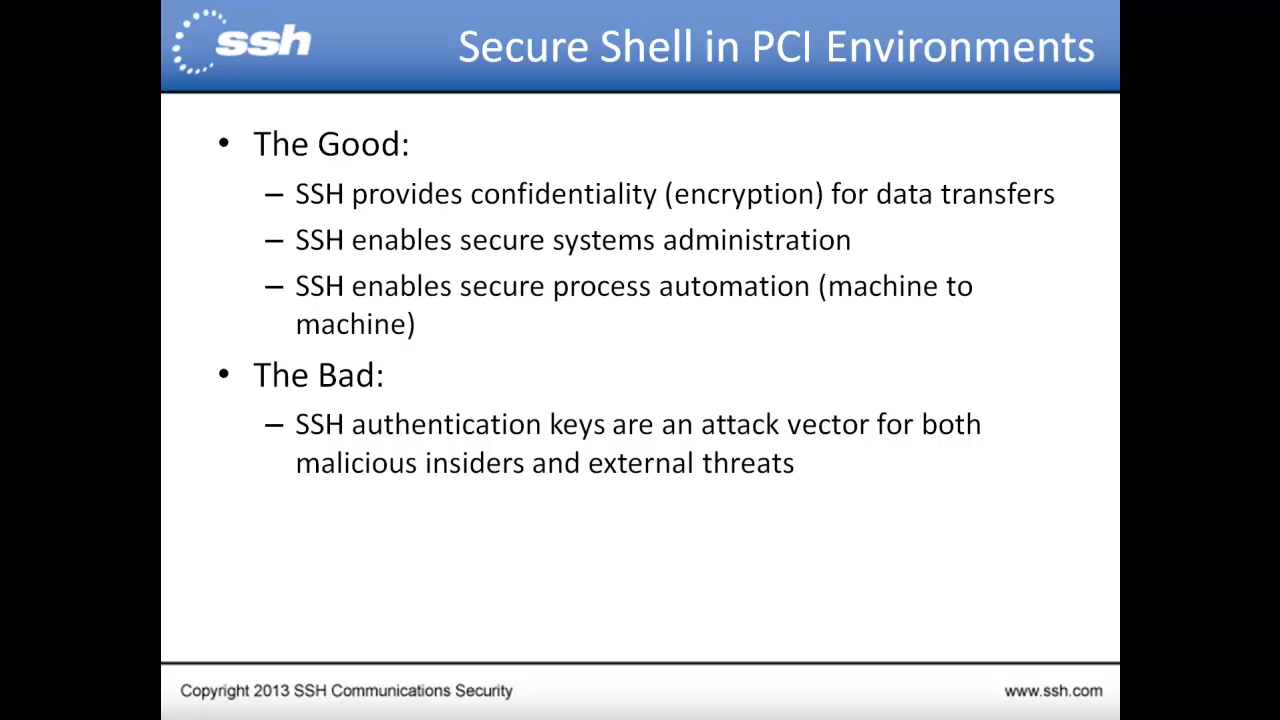 ssh
Secure Shell in PCI Environments
• The Good:
– SSH provides confidentiality (encryption) for data transfers
– SSH enables secure systems administration
– SSH enables secure process automation (machine to
machine)
• The Bad:
– SSH authentication keys are an attack vector for both
malicious insiders and external threats
Copyright 2013 SSH Communications Security
www.ssh.com